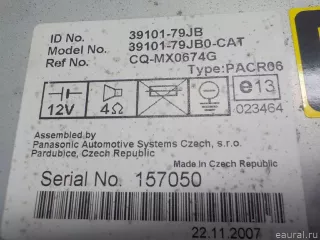 ID No. 39101-79JB
Model No. 39101-79JB0-CAT
Ref No. CQ-MX0674G
Type:PACR06
12V 4Ω e13
023464
Assembled by
Panasonic Automotive Systems Czech, s.r.o.
Pardubice, Czech Republic
Made in Czech Republic
Serial No. 157050
22.11.2007
eaural.ru